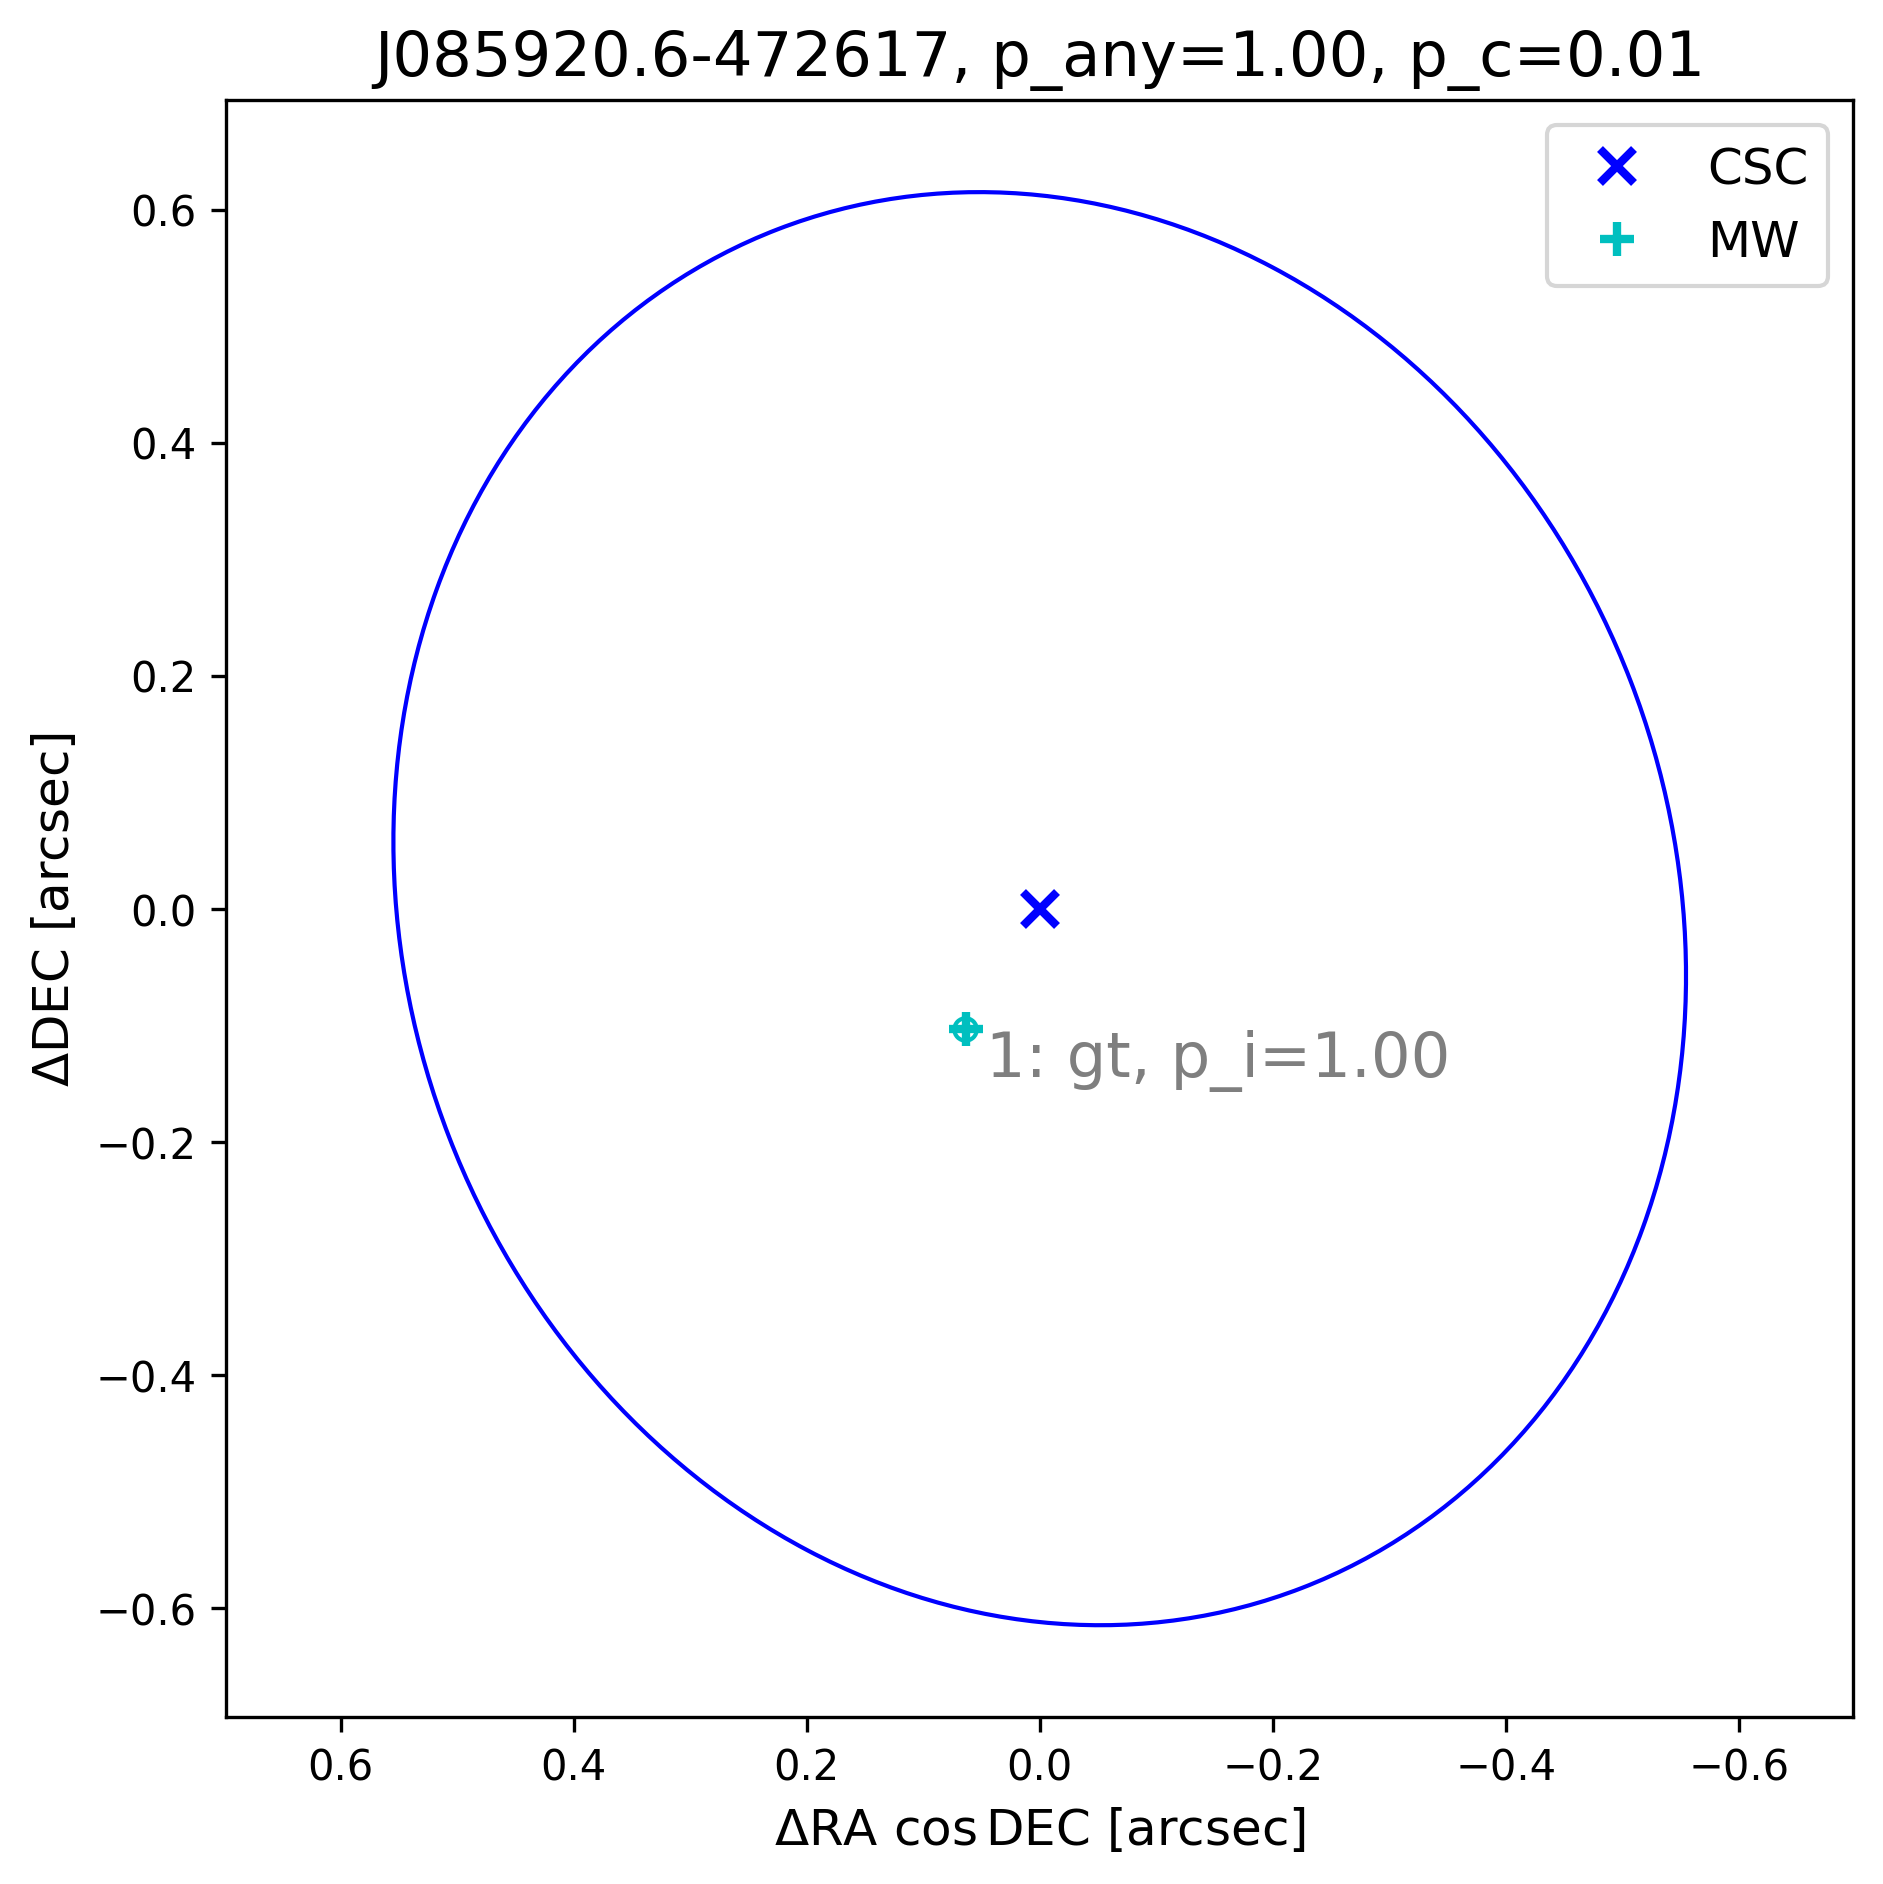 J085920.6-472617, p_any=1.00, p_c=0.01
CSC
MW
0.6
0.4
0.2
0.0
−0.2
−0.4
−0.6
ΔDEC [arcsec]
1: gt, p_i=1.00
0.6 0.4 0.2 0.0 −0.2 −0.4 −0.6
ΔRA cos DEC [arcsec]